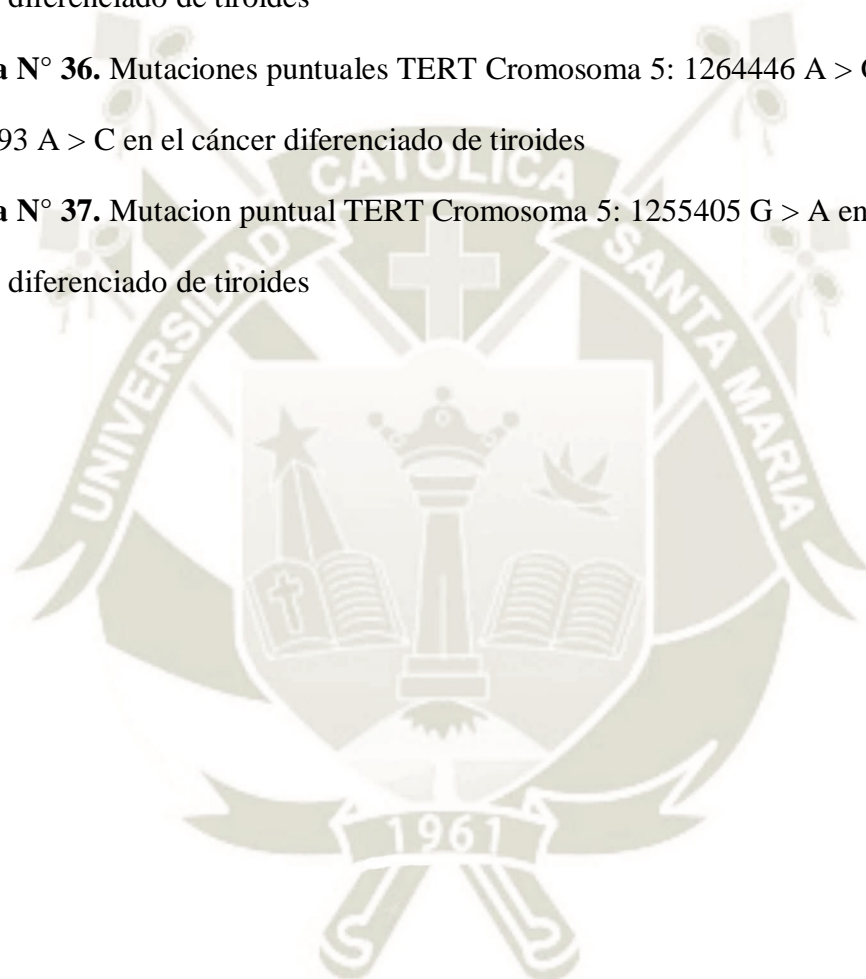 diferenciado de tiroides
a N° 36. Mutaciones puntuales TERT Cromosoma 5: 1264446 A >
93 A > C en el cáncer diferenciado de tiroides
a N° 37. Mutacion puntual TERT Cromosoma 5: 1255405 G > A en
diferenciado de tiroides
UNIVERSIDAD CATOLICA SANTA MARIA
1961